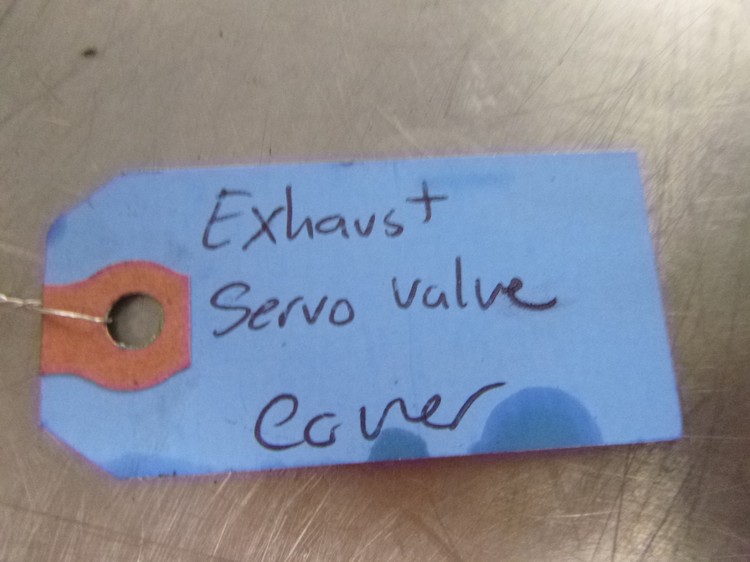 Exhaust
Servo valve
Cover